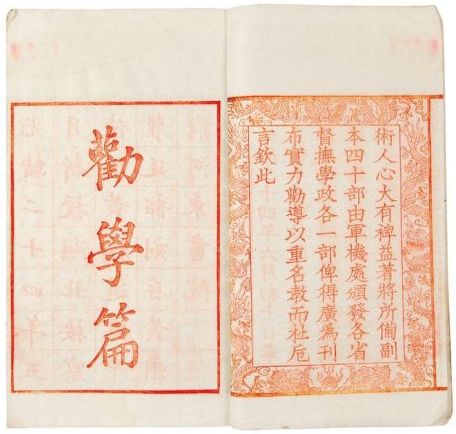 術人心大有裨益著將所備副
本四十部由軍機處頒發各省
督撫學政各一部俾得廣為刊
布實力勸導以重名教而杜卮
言欽此
勸學篇